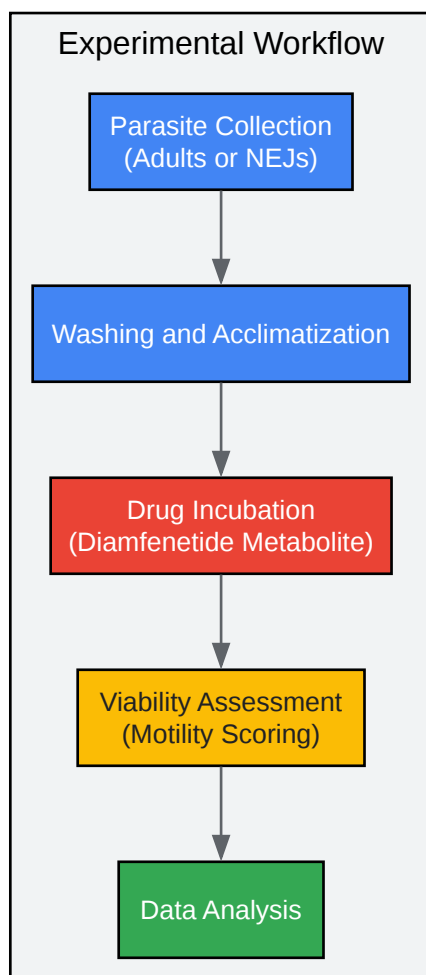 Experimental Workflow
Parasite Collection
(Adults or NEJs)
Washing and Acclimatization
Drug Incubation
(Diamfenetide Metabolite)
Viability Assessment
(Motility Scoring)
Data Analysis